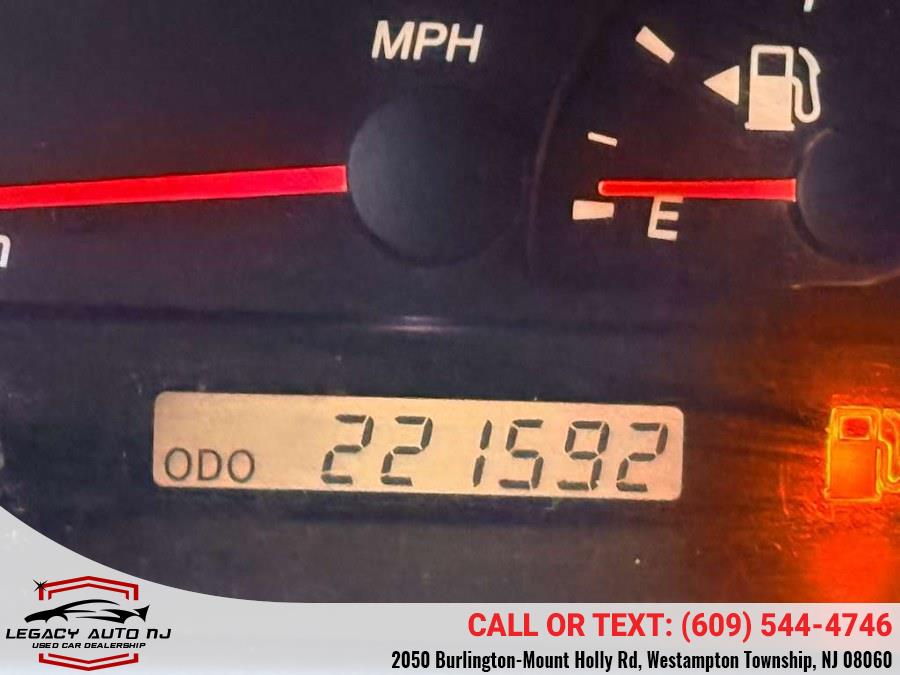 MPH
E
ODO 221592
LEGACY AUTO NJ
USED CAR DEALERSHIP
CALL OR TEXT: (609) 544-4746
2050 Burlington-Mount Holly Rd, Westampton Township, NJ 08060